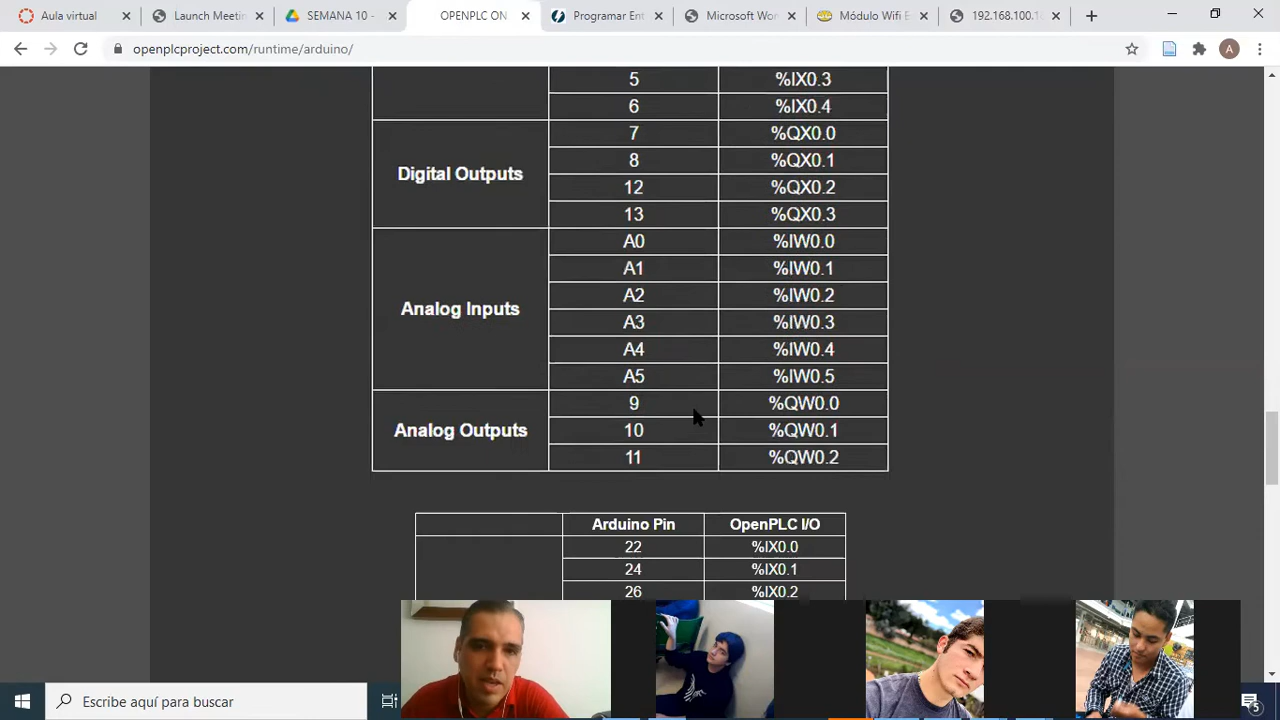 Aula virtual
Launch Meetin
SEMANA 10 -
OPENPLC ON
Programar Ent
Microsoft Wor
Módulo Wifi E
192.168.100.1
openplcproject.com/runtime/arduino/
A
5 %IX0.3
6 %IX0.4
Digital Outputs
7 %QX0.0
8 %QX0.1
12 %QX0.2
13 %QX0.3
Analog Inputs
A0 %IW0.0
A1 %IW0.1
A2 %IW0.2
A3 %IW0.3
A4 %IW0.4
A5 %IW0.5
Analog Outputs
9 %QW0.0
10 %QW0.1
11 %QW0.2
Arduino Pin OpenPLC I/O
22 %IX0.0
24 %IX0.1
26 %IX0.2
Escribe aquí para buscar
5